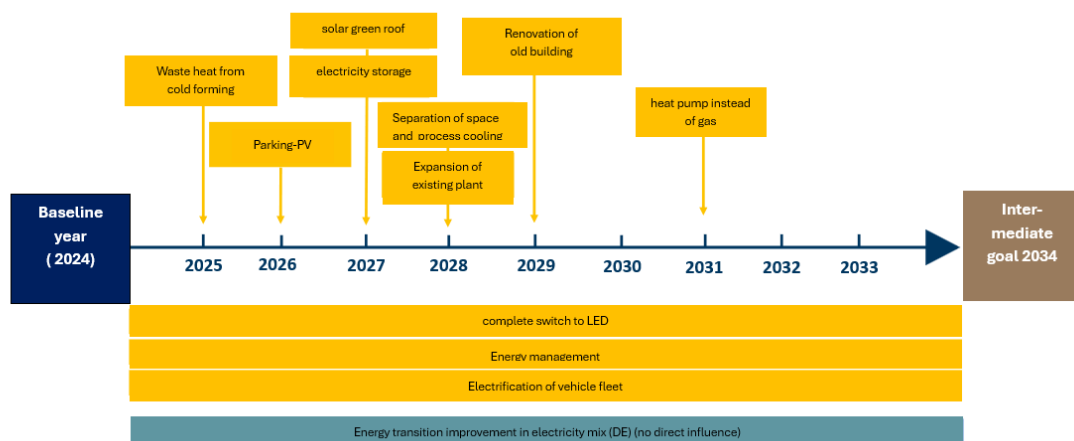 solar green roof
Renovation of
old building
Waste heat from
cold forming
electricity storage
heat pump instead
of gas
Separation of space
and process cooling
Parking-PV
Expansion of
existing plant
Baseline
year
( 2024)
Inter-
mediate
goal 2034
2025
2026
2027
2028
2029
2030
2031
2032
2033
complete switch to LED
Energy management
Electrification of vehicle fleet
Energy transition improvement in electricity mix (DE) (no direct influence)